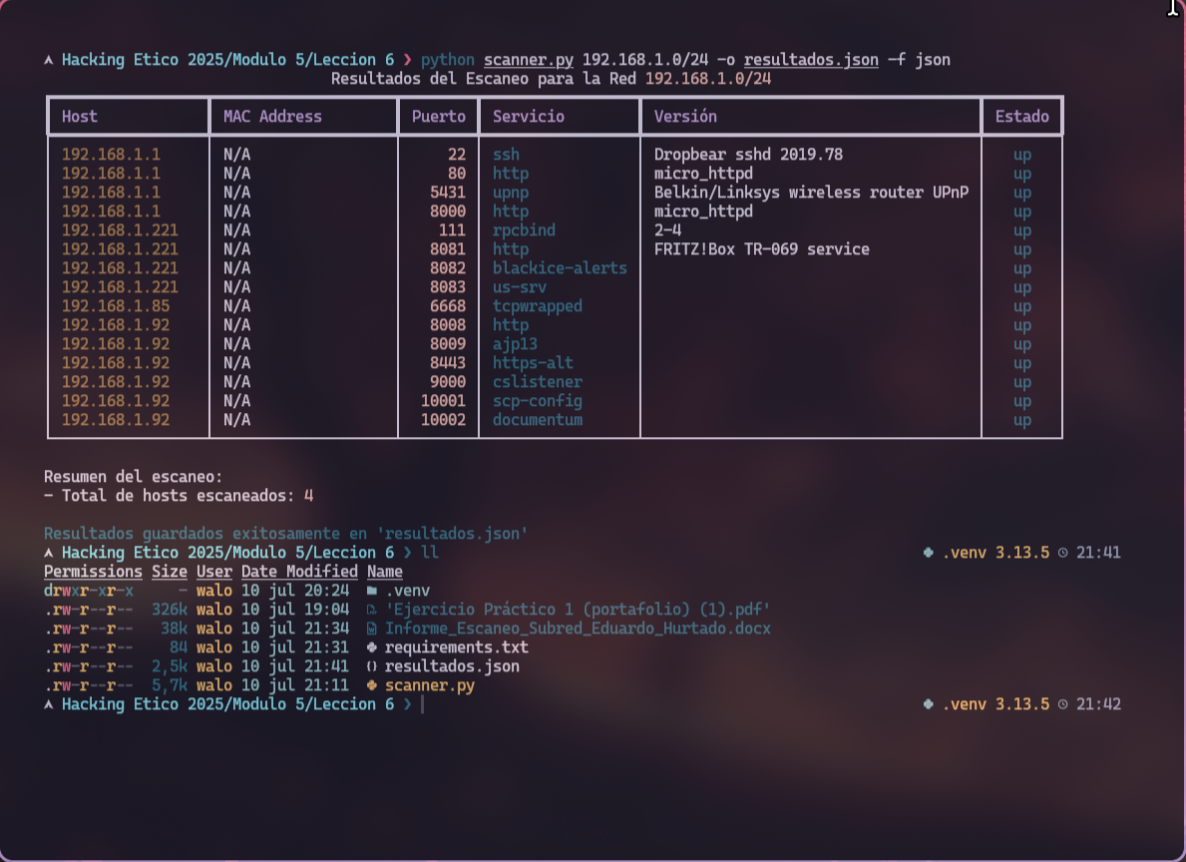 Hacking Etico 2025/Modulo 5/Leccion 6 ❯ python scanner.py 192.168.1.0/24 -o resultados.json -f json
Resultados del Escaneo para la Red 192.168.1.0/24
Host MAC Address Puerto Servicio Versión Estado
192.168.1.1 N/A 22 ssh Dropbear sshd 2019.78 up
192.168.1.1 N/A 80 http micro_httpd up
192.168.1.1 N/A 5431 upnp Belkin/Linksys wireless router UPnP up
192.168.1.1 N/A 8000 http micro_httpd up
192.168.1.221 N/A 111 rpcbind 2-4 up
192.168.1.221 N/A 8081 http FRITZ!Box TR-069 service up
192.168.1.221 N/A 8082 blackice-alerts up
192.168.1.221 N/A 8083 us-srv up
192.168.1.85 N/A 6668 tcpwrapped up
192.168.1.92 N/A 8008 http up
192.168.1.92 N/A 8009 ajp13 up
192.168.1.92 N/A 8443 https-alt up
192.168.1.92 N/A 9000 cslistener up
192.168.1.92 N/A 10001 scp-config up
192.168.1.92 N/A 10002 documentum up
Resumen del escaneo:
- Total de hosts escaneados: 4
Resultados guardados exitosamente en 'resultados.json'
Hacking Etico 2025/Modulo 5/Leccion 6 ❯ ll .venv 3.13.5 21:41
Permissions Size User Date Modified Name
drwxr-xr-x - walo 10 jul 20:24 .venv
.rw-r--r-- 326k walo 10 jul 19:04 'Ejercicio Práctico 1 (portafolio) (1).pdf'
.rw-r--r-- 38k walo 10 jul 21:34 Informe_Escaneo_Subred_Eduardo_Hurtado.docx
.rw-r--r-- 84 walo 10 jul 21:31 requirements.txt
.rw-r--r-- 2,5k walo 10 jul 21:41 resultados.json
.rw-r--r-- 5,7k walo 10 jul 21:11 scanner.py
Hacking Etico 2025/Modulo 5/Leccion 6 ❯ .venv 3.13.5 21:42